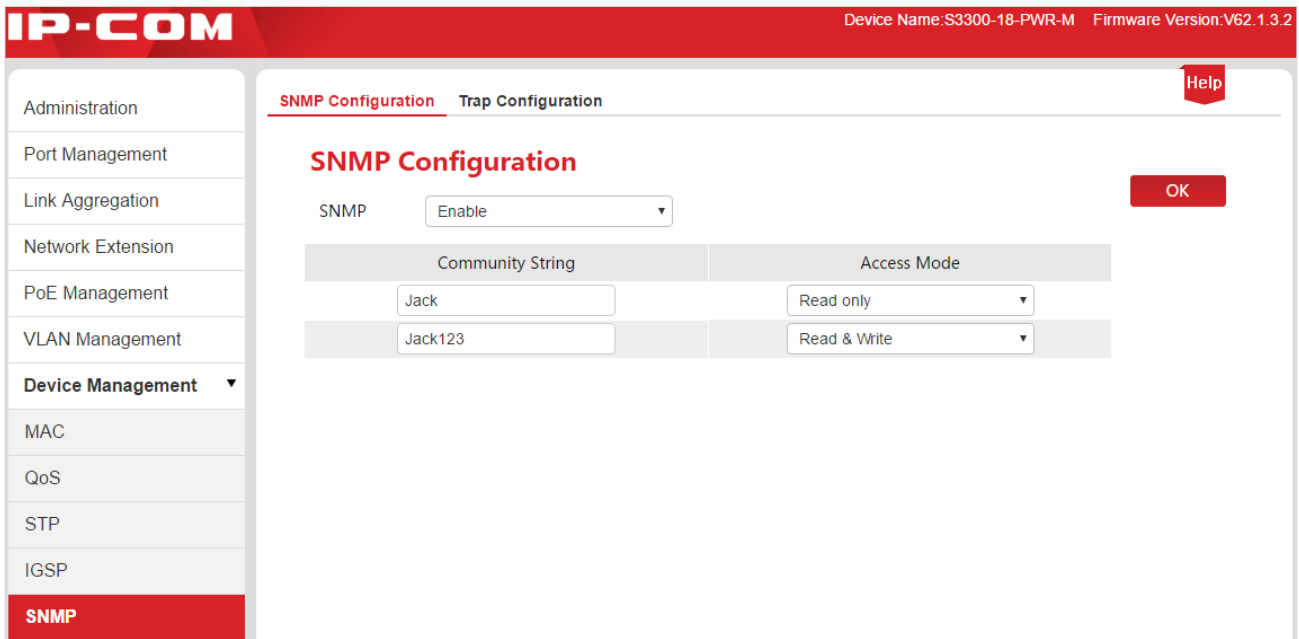 IP-COM
Device Name:S3300-18-PWR-M Firmware Version:V62.1.3.2
Help
Administration
Port Management
Link Aggregation
Network Extension
PoE Management
VLAN Management
Device Management
MAC
QoS
STP
IGSP
SNMP
SNMP Configuration Trap Configuration
SNMP Configuration
OK
SNMP Enable
Community String Access Mode
Jack Read only
Jack123 Read & Write